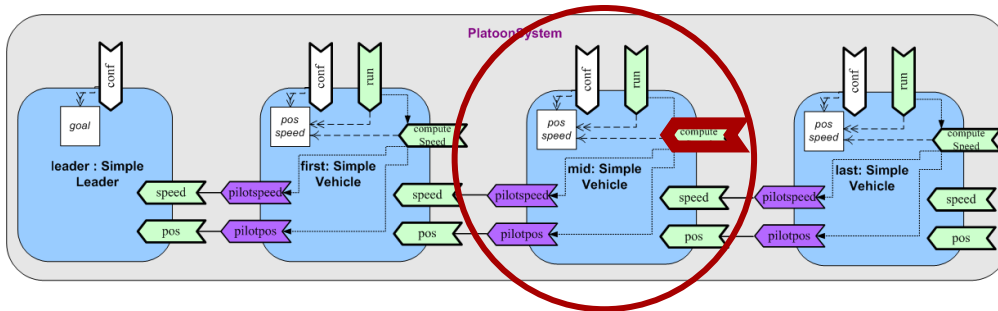 PlatoonSystem
conf
goal
leader : Simple
Leader
speed
pos
conf
run
pos
speed
compute
Speed
first: Simple
Vehicle
pilotspeed
pilotpos
speed
pos
conf
run
pos
speed
compute
mid: Simple
Vehicle
pilotspeed
pilotpos
speed
pos
conf
run
pos
speed
compute
Speed
last: Simple
Vehicle
pilotspeed
pilotpos
speed
pos